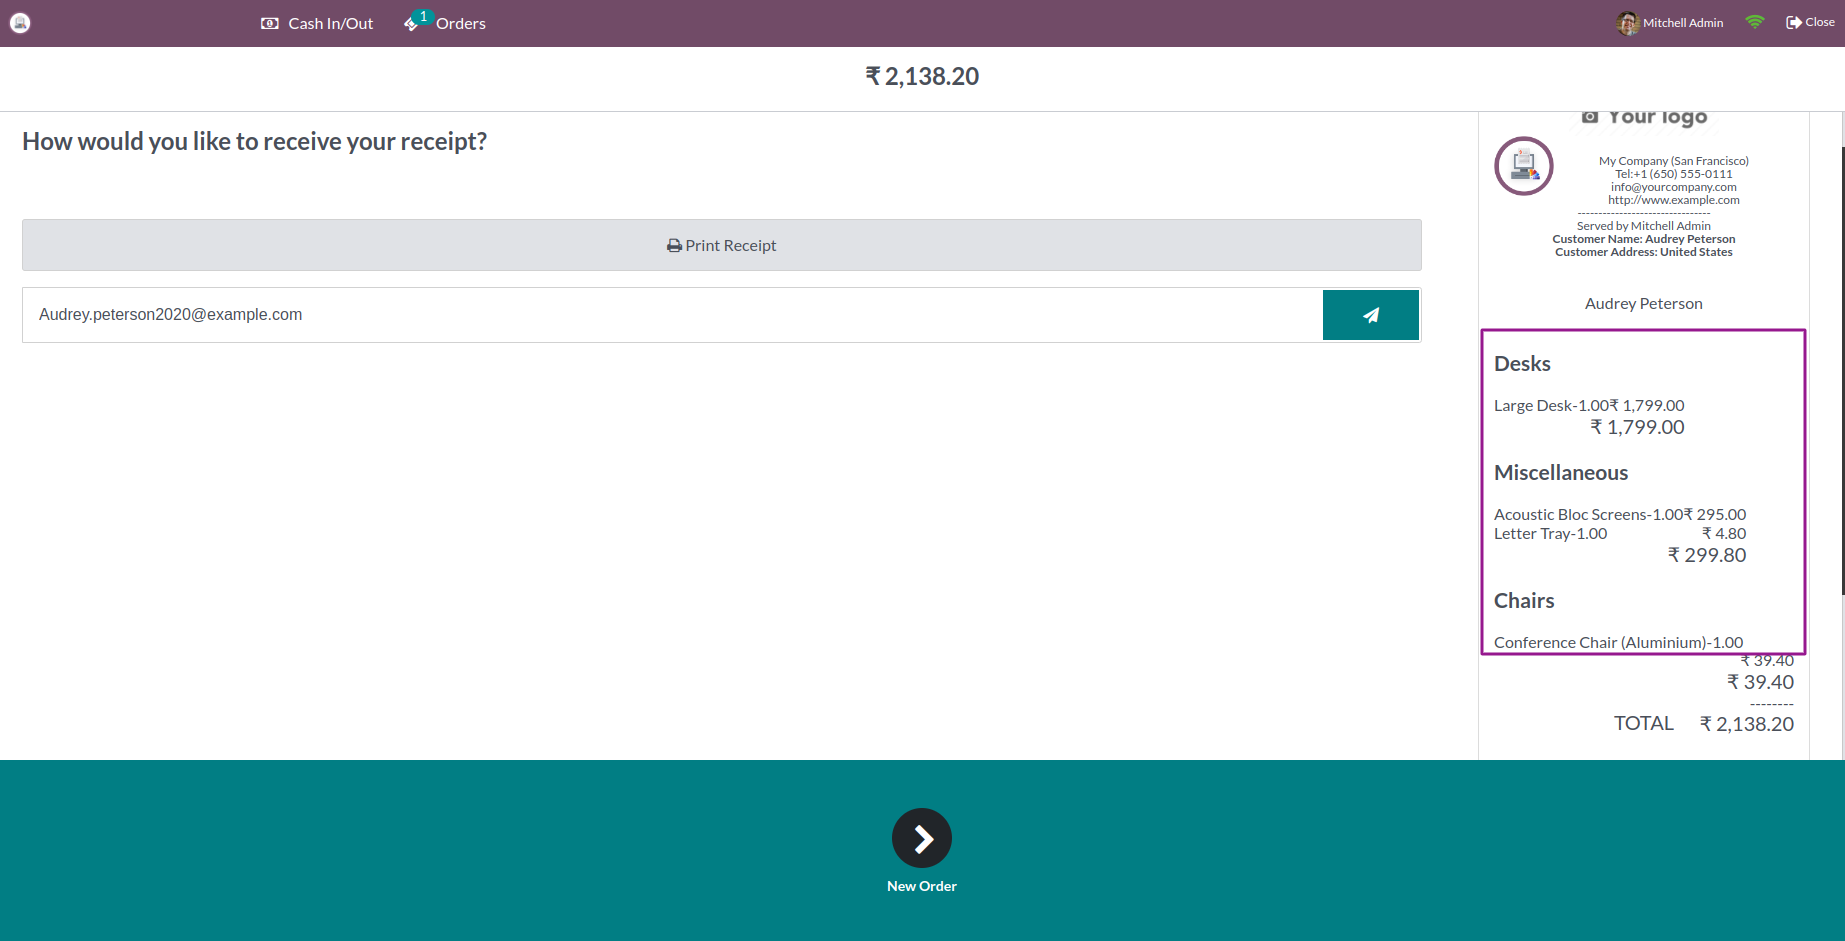 Cash In/Out
1
Orders
Mitchell Admin
Close
₹ 2,138.20
How would you like to receive your receipt?
Print Receipt
Audrey.peterson2020@example.com
Your logo
My Company (San Francisco)
Tel:+1 (650) 555-0111
info@yourcompany.com
http://www.example.com
--------------------------------
Served by Mitchell Admin
Customer Name: Audrey Peterson
Customer Address: United States
Audrey Peterson
Desks
Large Desk-1.00₹ 1,799.00
₹ 1,799.00
Miscellaneous
Acoustic Bloc Screens-1.00₹ 295.00
Letter Tray-1.00 ₹ 4.80
₹ 299.80
Chairs
Conference Chair (Aluminium)-1.00
₹ 39.40
₹ 39.40
--------
TOTAL ₹ 2,138.20
New Order